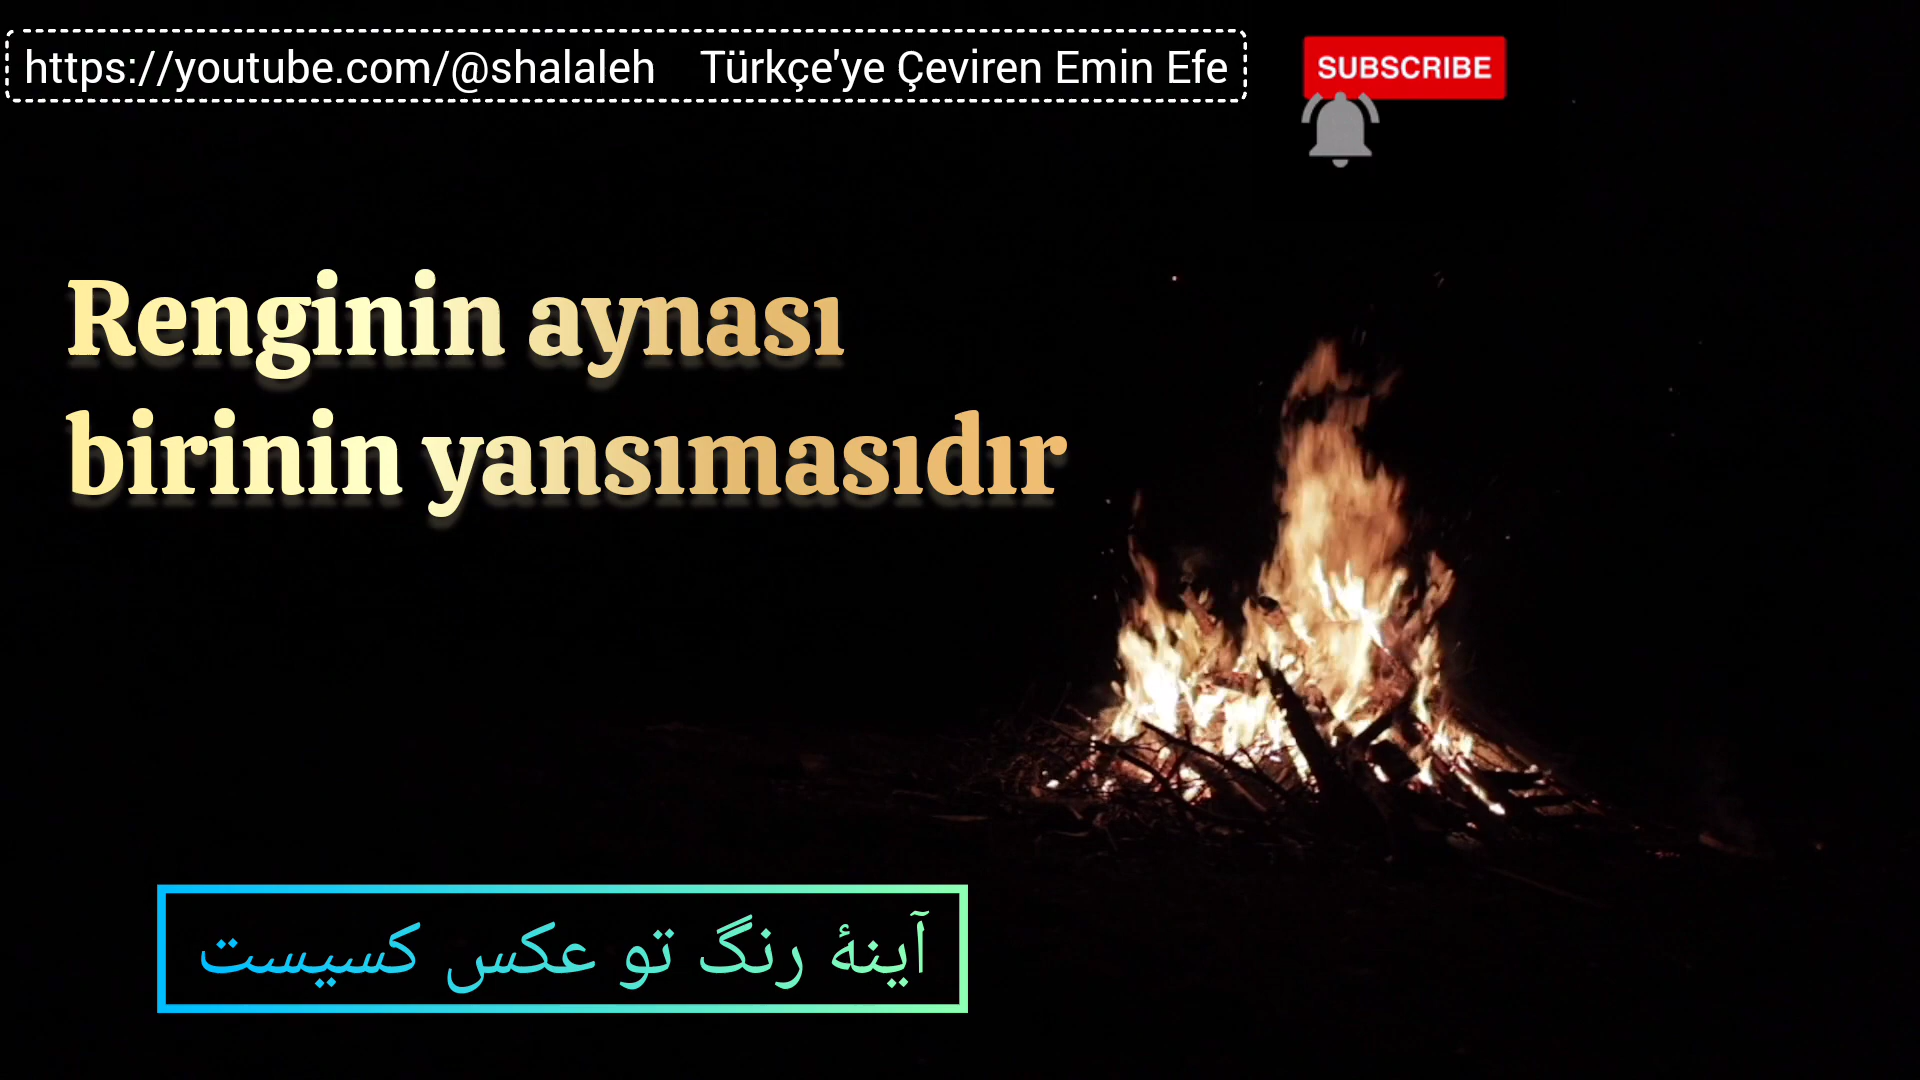 https://youtube.com/@shalaleh Türkçe'ye Çeviren Emin Efe
SUBSCRIBE
Renginin aynası
birinin yansımasıdır
آینهٔ رنگ تو عکس کسیست